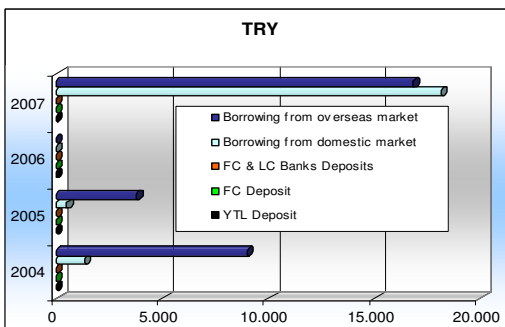 TRY
2007
2006
2005
2004
Borrowing from overseas market
Borrowing from domestic market
FC & LC Banks Deposits
FC Deposit
YTL Deposit
0 5.000 10.000 15.000 20.000